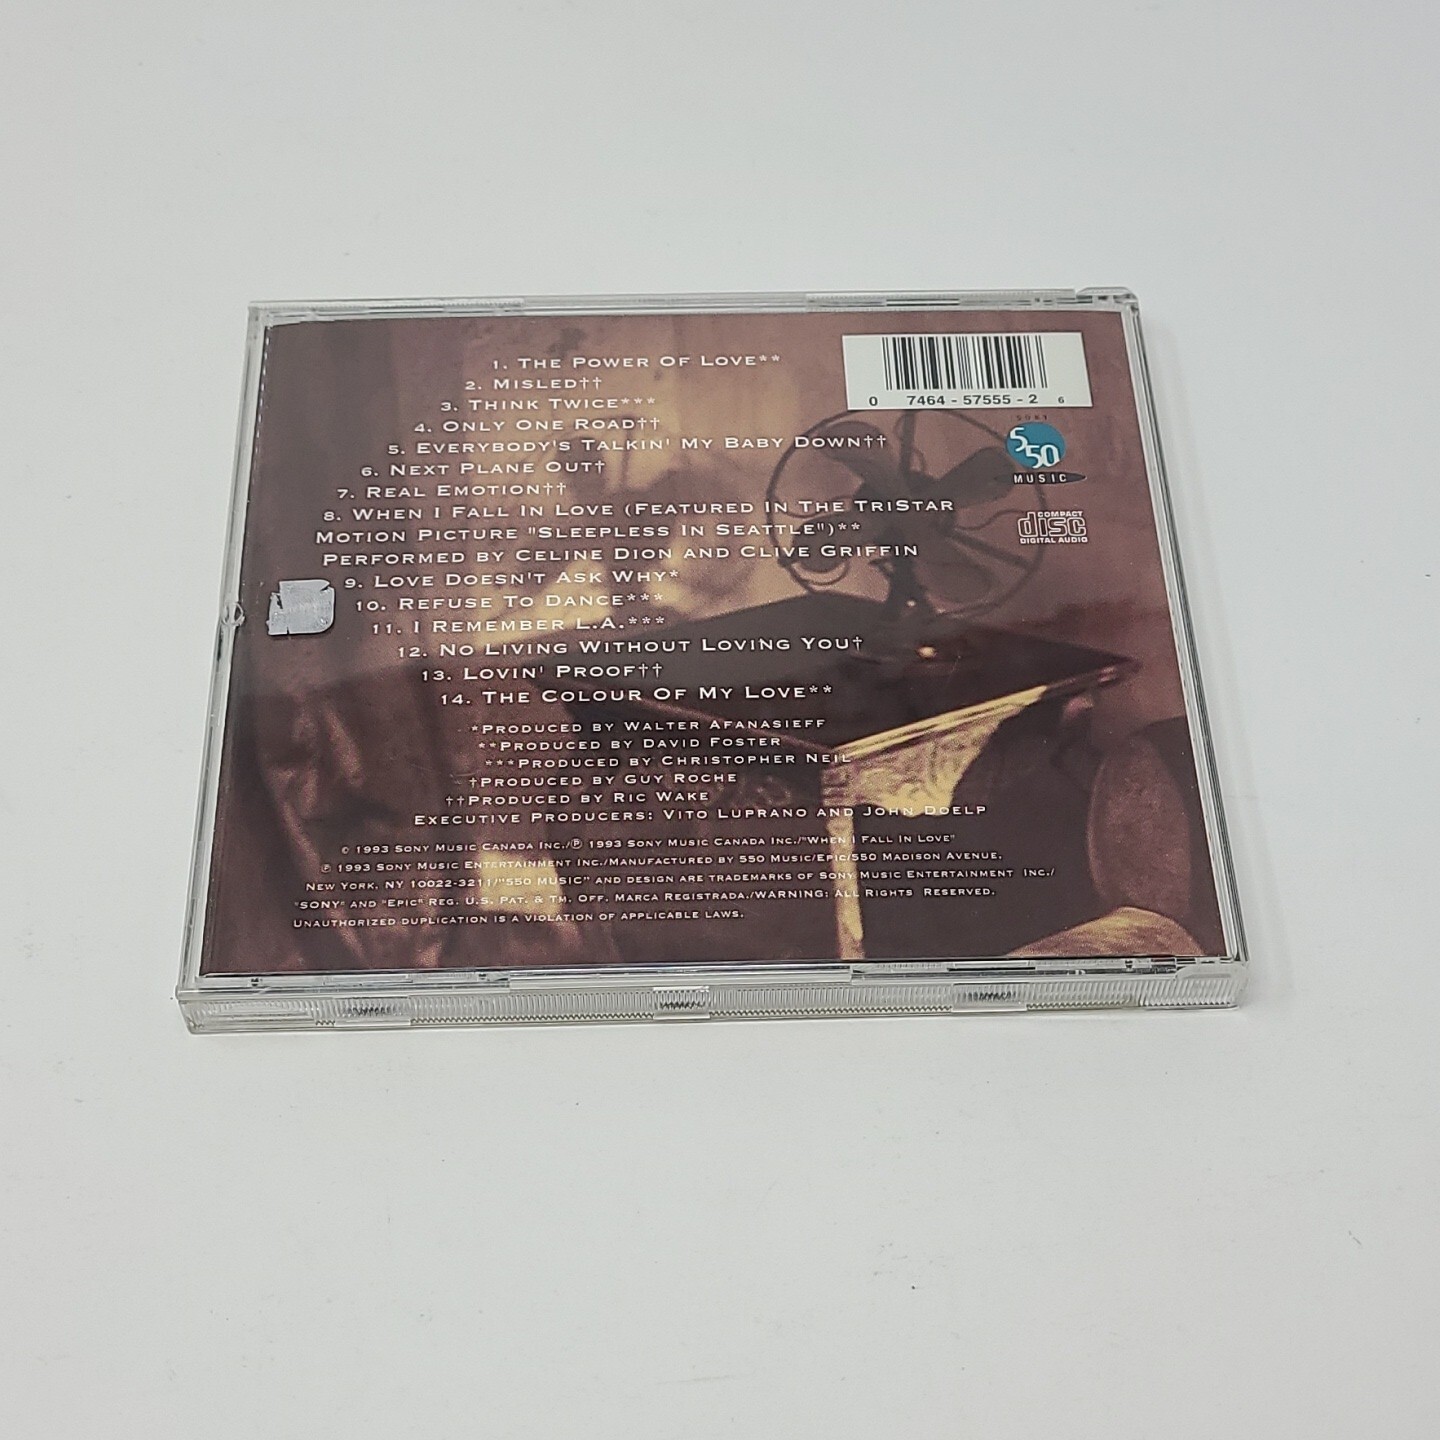 1. The Power Of Love**
2. Misled††
3. Think Twice***
4. Only One Road††
5. Everybody's Talkin' My Baby Down††
6. Next Plane Out†
7. Real Emotion††
8. When I Fall In Love (Featured In The TriStar
Motion Picture "Sleepless In Seattle")**
Performed by Celine Dion and Clive Griffin
9. Love Doesn't Ask Why*
10. Refuse To Dance***
11. I Remember L.A.***
12. No Living Without Loving You†
13. Lovin' Proof††
14. The Colour Of My Love**
*Produced by Walter Afanasieff
**Produced by David Foster
***Produced by Christopher Neil
†Produced by Guy Roche
††Produced by Ric Wake
Executive Producers: Vito Luprano and John Doelp
© 1993 Sony Music Canada Inc./℗ 1993 Sony Music Canada Inc./"When I Fall In Love"
℗ 1993 Sony Music Entertainment Inc./Manufactured by 550 Music/Epic/550 Madison Avenue,
New York, NY 10022-3211/"550 Music" and design are trademarks of Sony Music Entertainment Inc./
"SONY" and "Epic" Reg. U.S. Pat. & Tm. Off. Marca Registrada./WARNING: All Rights Reserved.
Unauthorized duplication is a violation of applicable laws.
0 7464-57555-2 6
SONY
550
MUSIC
COMPACT
disc
DIGITAL AUDIO